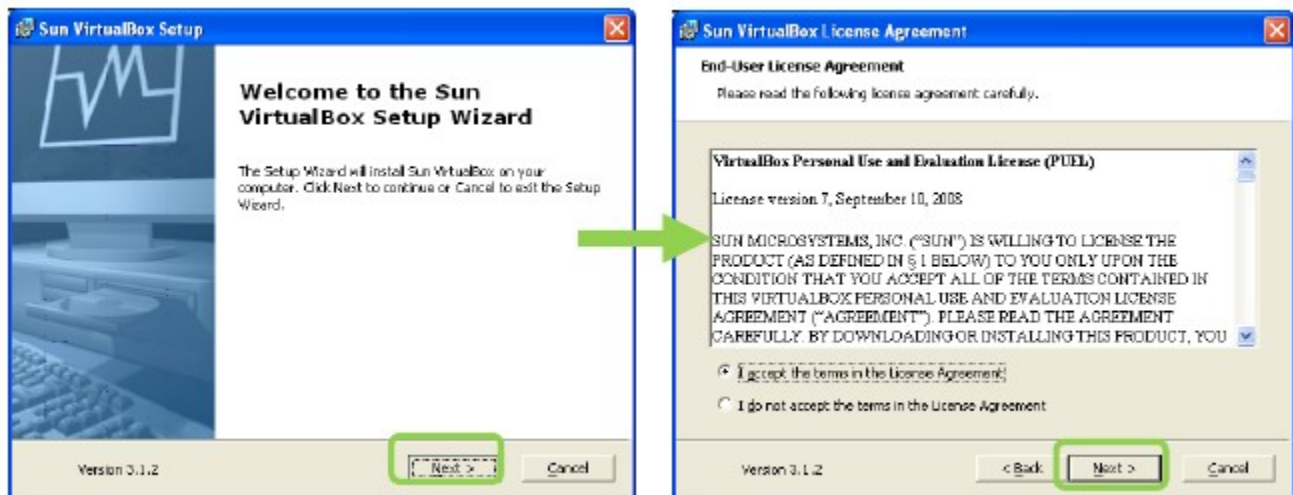 Sun VirtualBox Setup
Welcome to the Sun
VirtualBox Setup Wizard
The Setup Wizard will install Sun VirtualBox on your
computer. Click Next to continue or Cancel to exit the Setup
Wizard.
Version 3.1.2
Next >
Cancel
Sun VirtualBox License Agreement
End-User License Agreement
Please read the following license agreement carefully.
VirtualBox Personal Use and Evaluation License (PUEL)
License version 7, September 10, 2008
SUN MICROSYSTEMS, INC. (“SUN”) IS WILLING TO LICENSE THE
PRODUCT (AS DEFINED IN § 1 BELOW) TO YOU ONLY UPON THE
CONDITION THAT YOU ACCEPT ALL OF THE TERMS CONTAINED IN
THIS VIRTUALBOX PERSONAL USE AND EVALUATION LICENSE
AGREEMENT (“AGREEMENT”). PLEASE READ THE AGREEMENT
CAREFULLY. BY DOWNLOADING OR INSTALLING THIS PRODUCT, YOU
I accept the terms in the License Agreement
I do not accept the terms in the License Agreement
Version 3.1.2
< Back
Next >
Cancel